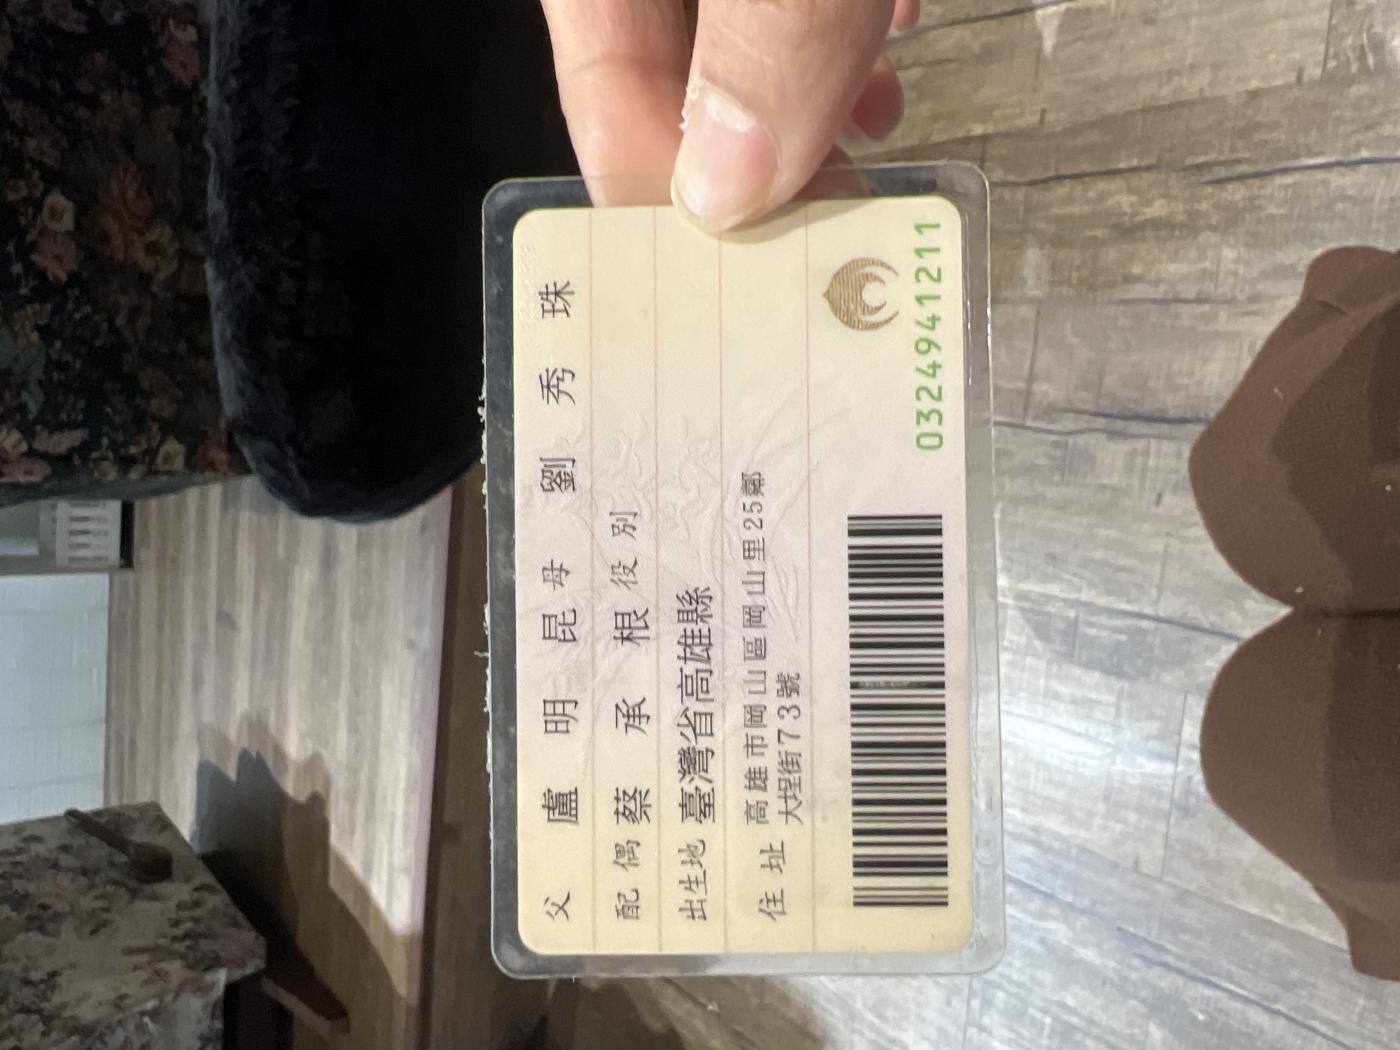 父 盧明昆 母 劉秀珠
配偶 蔡承根 役別
出生地 臺灣省高雄縣
住址 高雄市岡山區岡山里25鄰
大埕街73號
0324941211